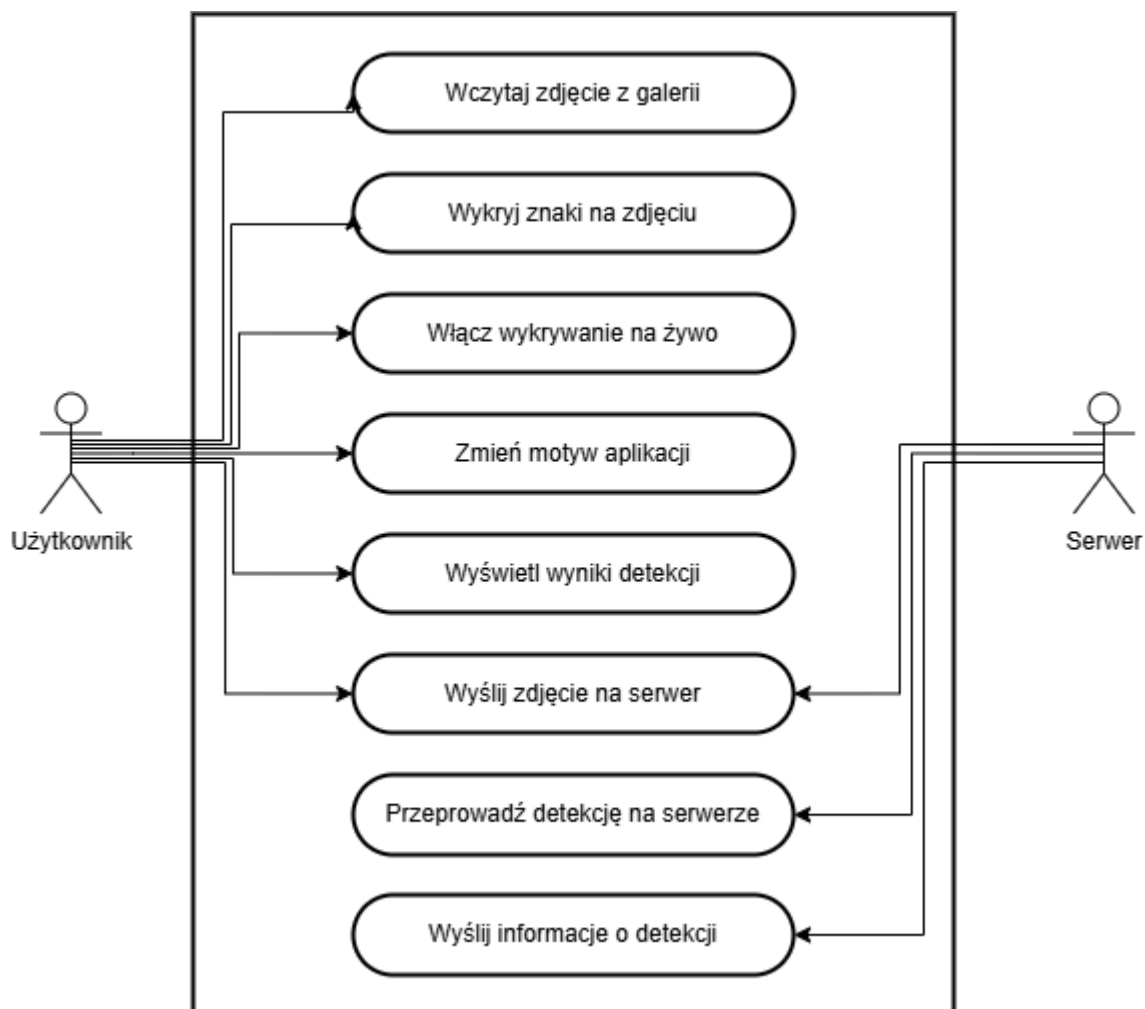 Wczytaj zdjęcie z galerii
Wykryj znaki na zdjęciu
Włącz wykrywanie na żywo
Zmień motyw aplikacji
Użytkownik
Serwer
Wyświetl wyniki detekcji
Wyślij zdjęcie na serwer
Przeprowadź detekcję na serwerze
Wyślij informacje o detekcji